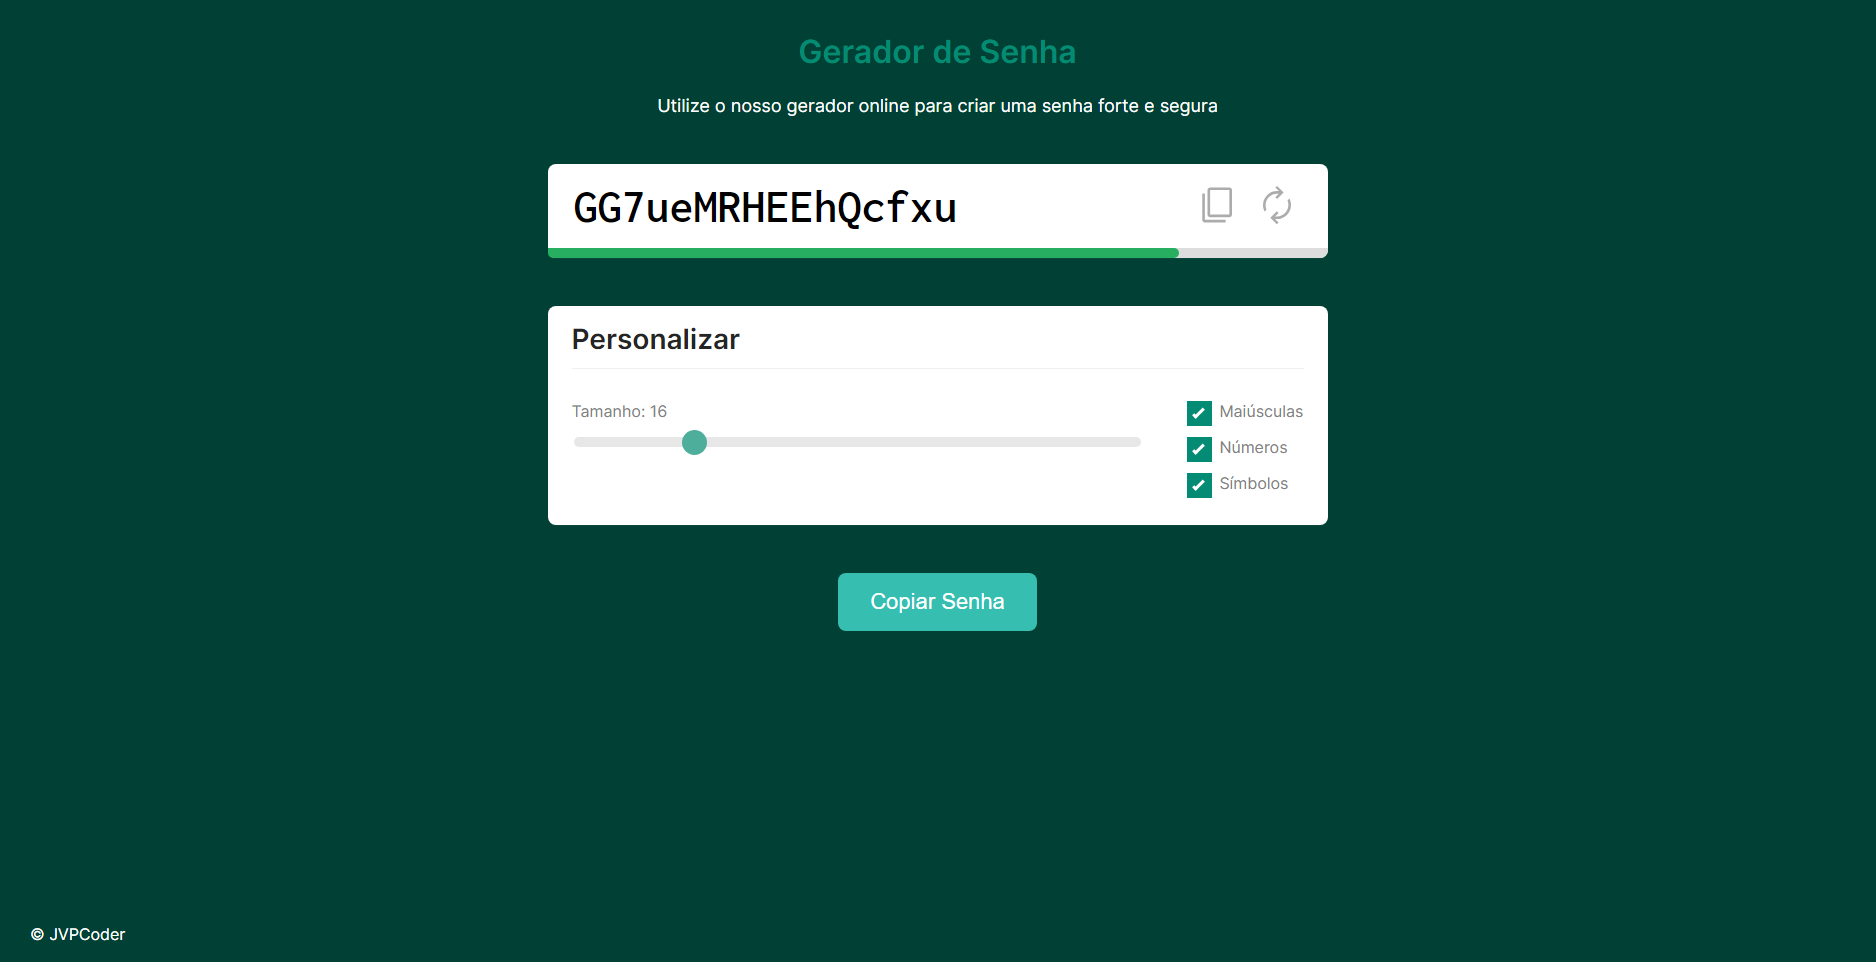 Gerador de Senha
Utilize o nosso gerador online para criar uma senha forte e segura
GG7ueMRHEEhQcfxu
Personalizar
Tamanho: 16
Maiúsculas
Números
Símbolos
Copiar Senha
© JVPCoder